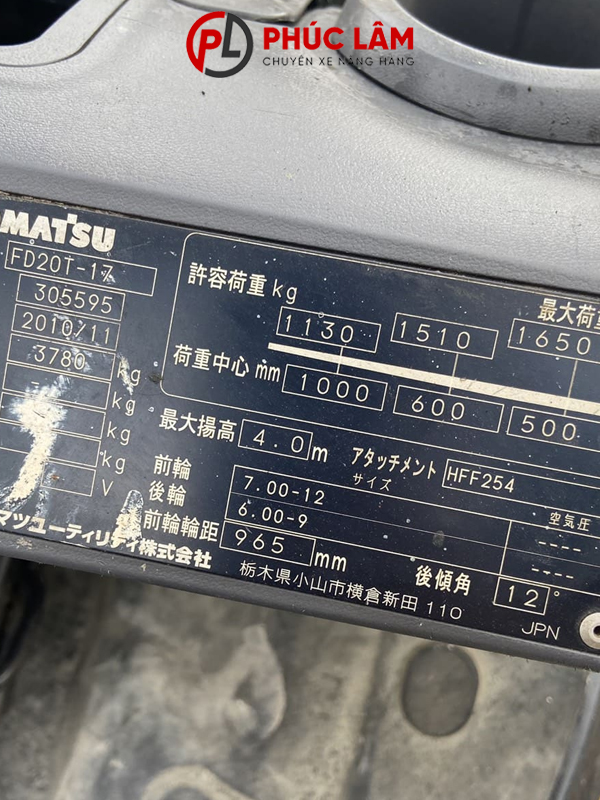 PL PHÚC LÂM
CHUYÊN XE NÂNG HÀNG
MATSU
FD20T-17
305595
2010/11
3780 kg
kg
kg
kg
V
許容荷重 kg
最大荷
1130 1510 1650
荷重中心 mm 1000 600 500
最大揚高 4.0 m
アタッチメント HFF254
サイズ
空気圧
前輪 7.00-12 ----
後輪 6.00-9 ----
前輪輪距 965 mm
後傾角 12°
マツユーティリティ株式会社
栃木県小山市横倉新田 110
JPN